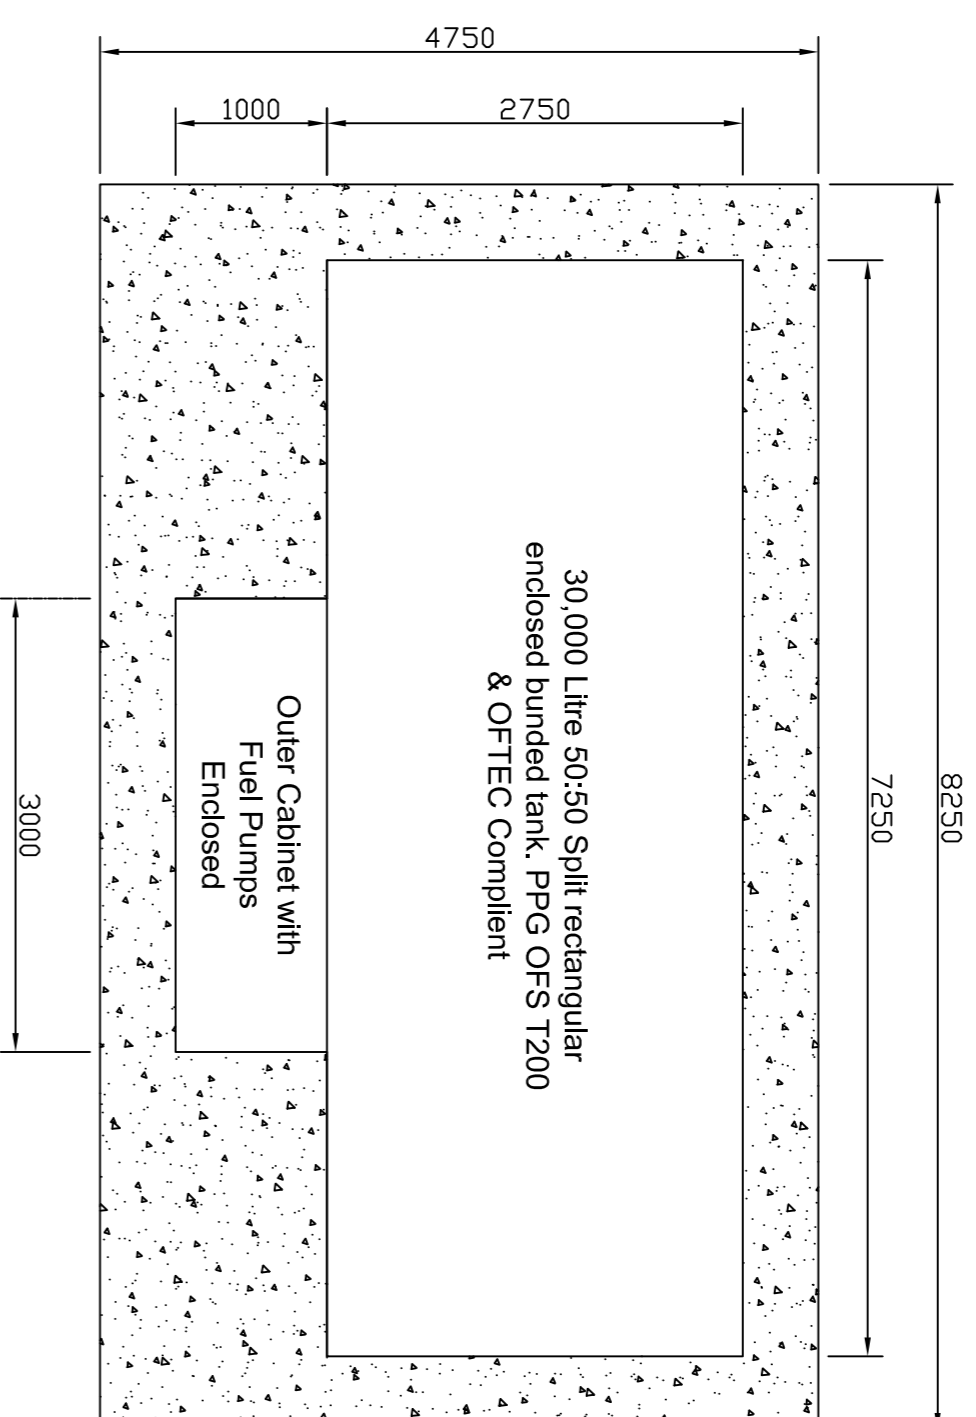 4750
1000
2750
8250
7250
30,000 Litre 50:50 Split rectangular
enclosed bunded tank. PPG OFS T200
& OFTEC Complient
Outer Cabinet with
Fuel Pumps
Enclosed
3000